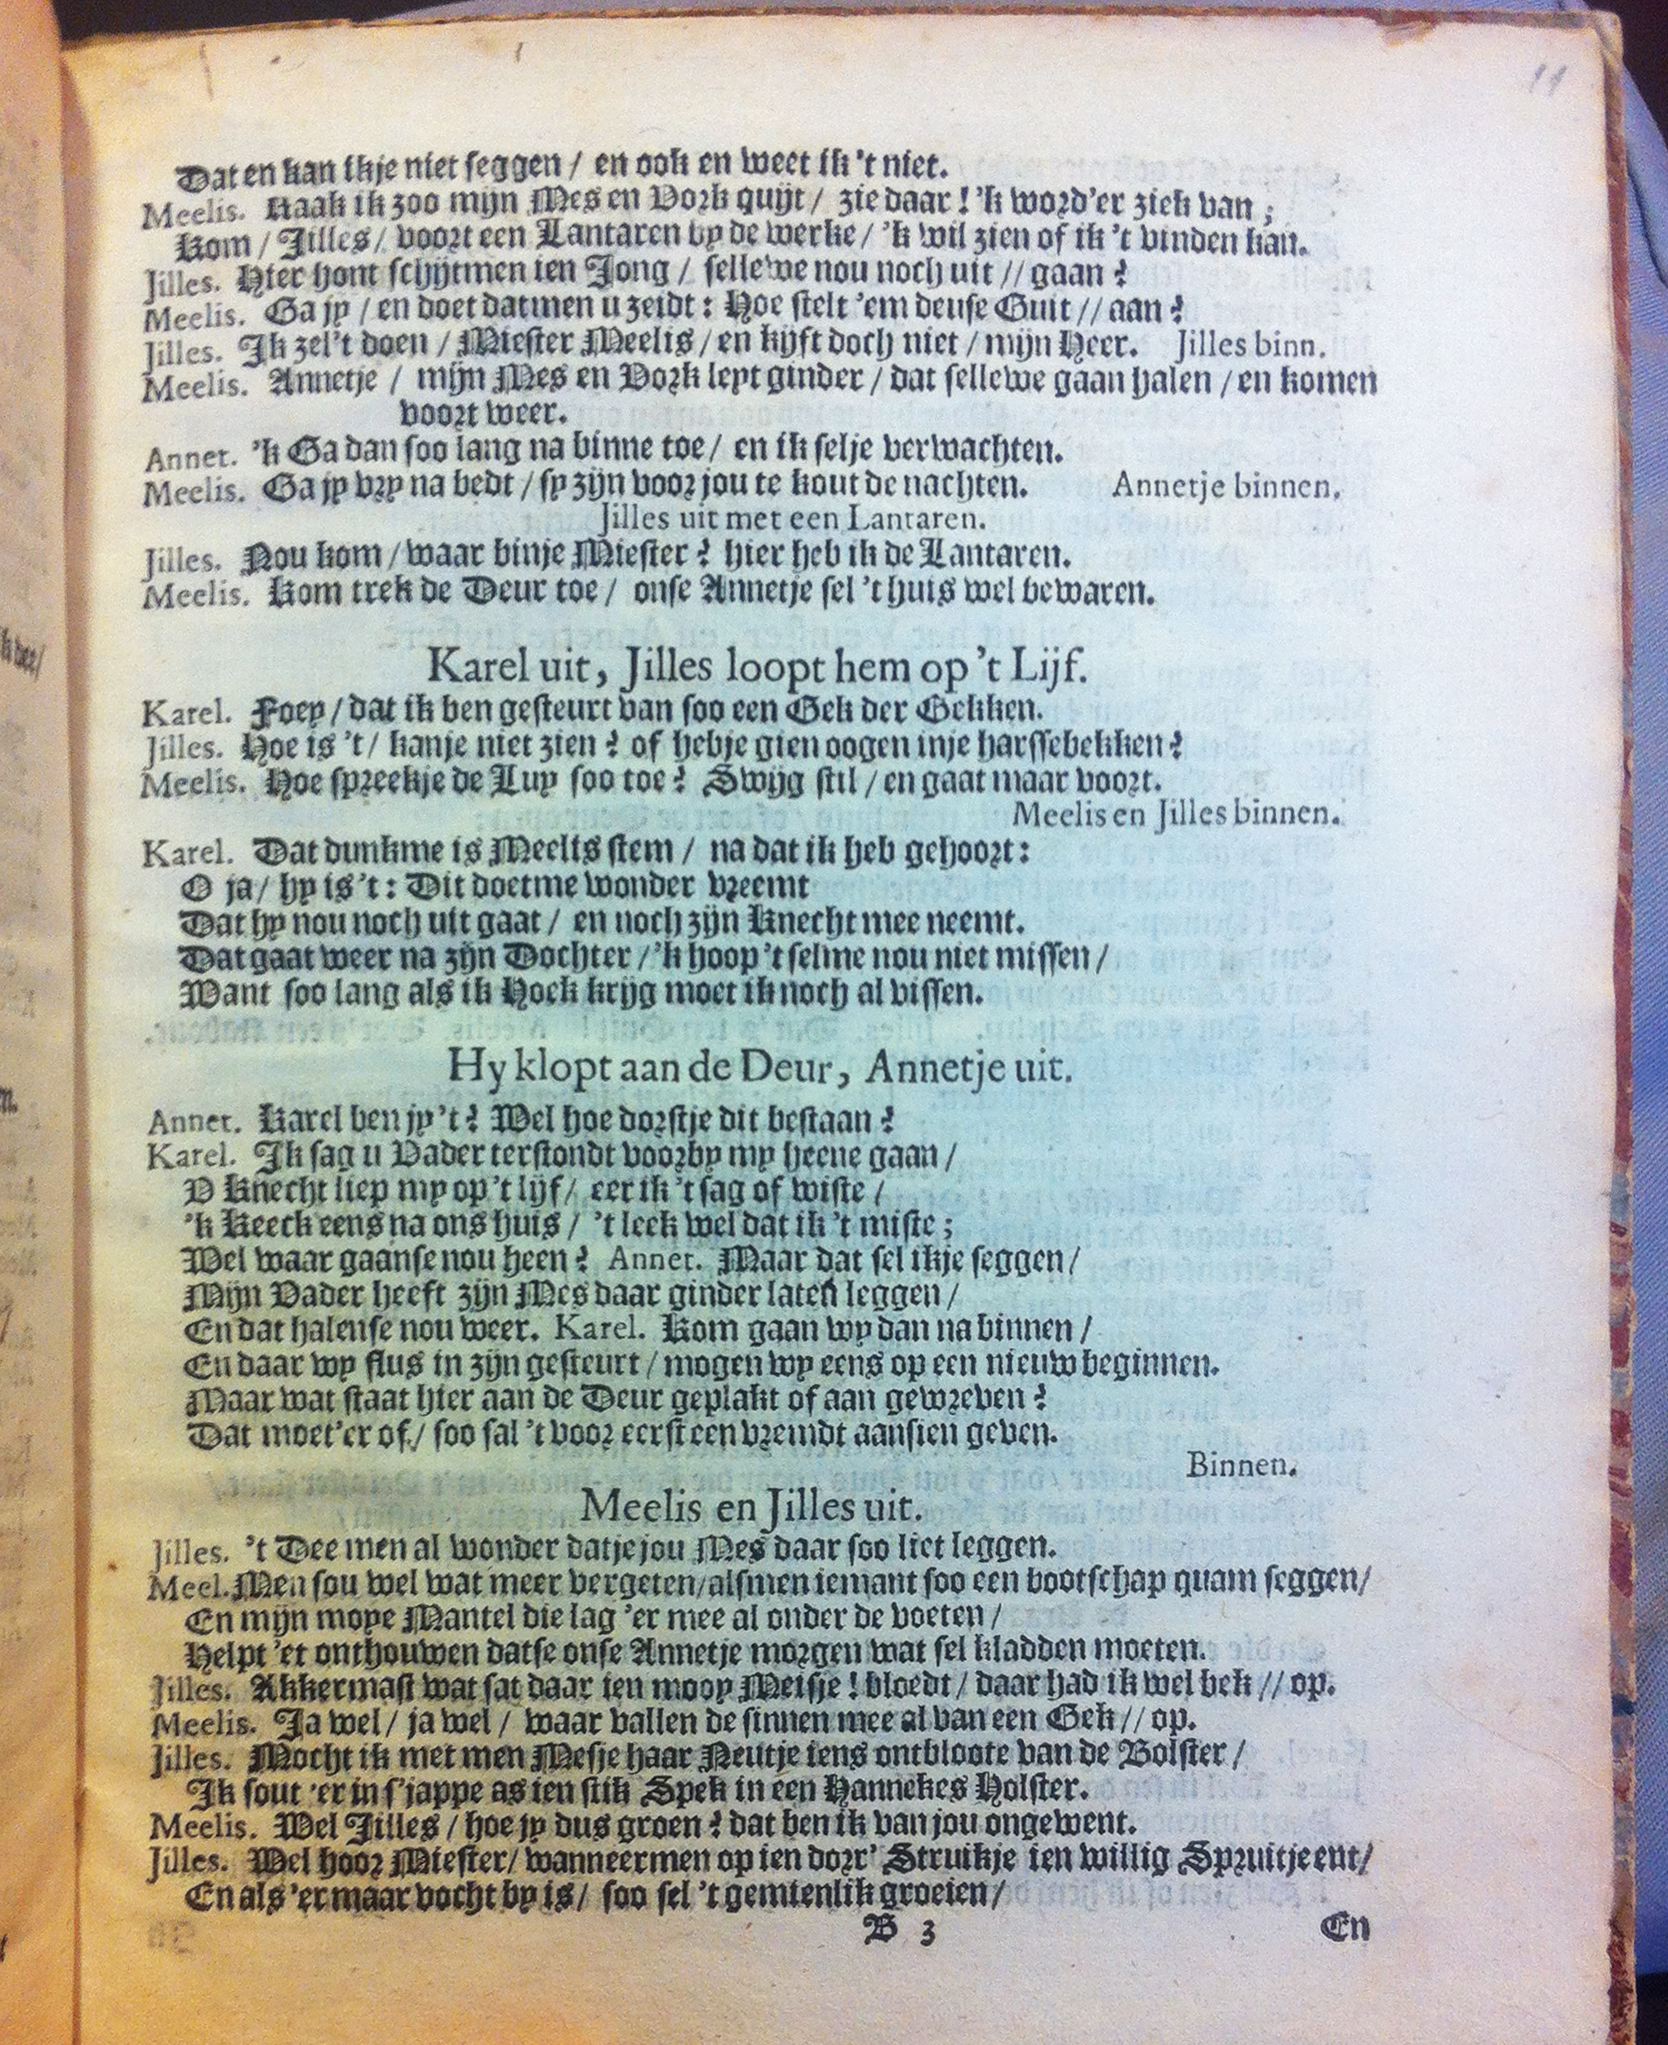 11
Dat en kan ikje niet seggen / en ook en weet ik 't niet.
Meelis. Raak ik zoo mijn Mes en Vork quijt / zie daar ! 'k word'er ziek van ;
Kom / Jilles / voort een Lantaren by de werke / 'k wil zien of ik 't vinden kan.
Jilles. Hier hont schijtmen ien Jong / sellewe nou noch uit // gaan ?
Meelis. Ga jy / en doet datmen u zeidt : Hoe stelt 'em deuse Guit // aan ?
Jilles. Ik zel't doen / Miester Meelis / en kijft doch niet / mijn Heer. Jilles binn.
Meelis. Annetje / mijn Mes en Vork leyt ginder / dat sellewe gaan halen / en komen
voort weer.
Annet. 'k Ga dan soo lang na binne toe / en ik selje verwachten.
Meelis. Ga jy vry na bedt / sy zijn voor jou te kout de nachten. Annetje binnen.
Jilles uit met een Lantaren.
Jilles. Nou kom / waar binje Miester ? hier heb ik de Lantaren.
Meelis. Kom trek de Deur toe / onse Annetje sel 't huis wel bewaren.
Karel uit, Jilles loopt hem op 't Lijf.
Karel. Foey / dat ik ben gesteurt van soo een Gek der Gekken.
Jilles. Hoe is 't / kanje niet zien ? of hebje gien oogen inje harssebekken ?
Meelis. Hoe spreekje de Luy soo toe ? Swijg stil / en gaat maar voort.
Meelis en Jilles binnen.
Karel. Dat dunkme is Meelis stem / na dat ik heb gehoort :
O ja / hy is 't : Dit doetme wonder vreemt
Dat hy nou noch uit gaat / en noch zijn Knecht mee neemt.
Dat gaat weer na zijn Dochter / 'k hoop 't selme nou niet missen /
Want soo lang als ik Hoek krijg moet ik noch al vissen.
Hy klopt aan de Deur, Annetje uit.
Annet. Karel ben jy 't ? Wel hoe dorstje dit bestaan ?
Karel. Ik sag u Vader terstondt voorby my heene gaan /
V Knecht liep my op 't lijf / eer ik 't sag of wiste /
'k Keeck eens na ons huis / 't leek wel dat ik 't miste ;
Wel waar gaanse nou heen ? Annet. Maar dat sel ikje seggen /
Mijn Vader heeft zijn Mes daar ginder laten leggen /
En dat halense nou weer. Karel. Kom gaan wy dan na binnen /
En daar wy flus in zijn gesteurt / mogen wy eens op een nieuw beginnen.
Maar wat staat hier aan de Deur geplakt of aan gewreven ?
Dat moet'er of / soo sal 't voor eerst een vremdt aansien geven.
Binnen.
Meelis en Jilles uit.
Jilles. 't Dee men al wonder datje jou Mes daar soo liet leggen.
Meel. Men sou wel wat meer vergeten / alsmen iemant soo een bootschap quam seggen /
En mijn moye Mantel die lag 'er mee al onder de voeten /
Helpt 'et onthouwen datse onse Annetje morgen wat sel kladden moeten.
Jilles. Akkermast wat sat daar ien mooy Meisje ! bloedt / daar had ik wel bek // op.
Meelis. Ja wel / ja wel / waar vallen de sinnen mee al van een Gek // op.
Jilles. Mocht ik met men Mesje haar Neutje iens ontbloote van de Bolster /
Ik sout 'er in s'jappe as ien stik Spek in een Hannekes Holster.
Meelis. Wel Jilles / hoe jy dus groen ? dat ben ik van jou ongewent.
Jilles. Wel hoor Miester / wanneermen op ien dorr' Struikje ien willig Spruitje ent /
En als 'er maar vocht by is / soo sel 't gemienlik groeien /
B 3 En